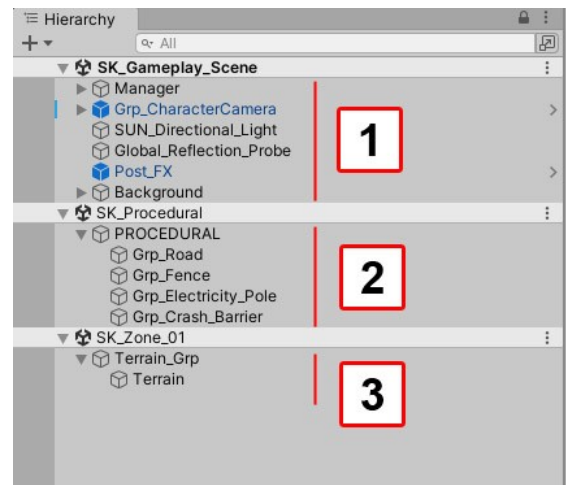 Hierarchy
All
SK_Gameplay_Scene
Manager
Grp_CharacterCamera
SUN_Directional_Light
Global_Reflection_Probe
Post_FX
Background
1
SK_Procedural
PROCEDURAL
Grp_Road
Grp_Fence
Grp_Electricity_Pole
Grp_Crash_Barrier
2
SK_Zone_01
Terrain_Grp
Terrain
3